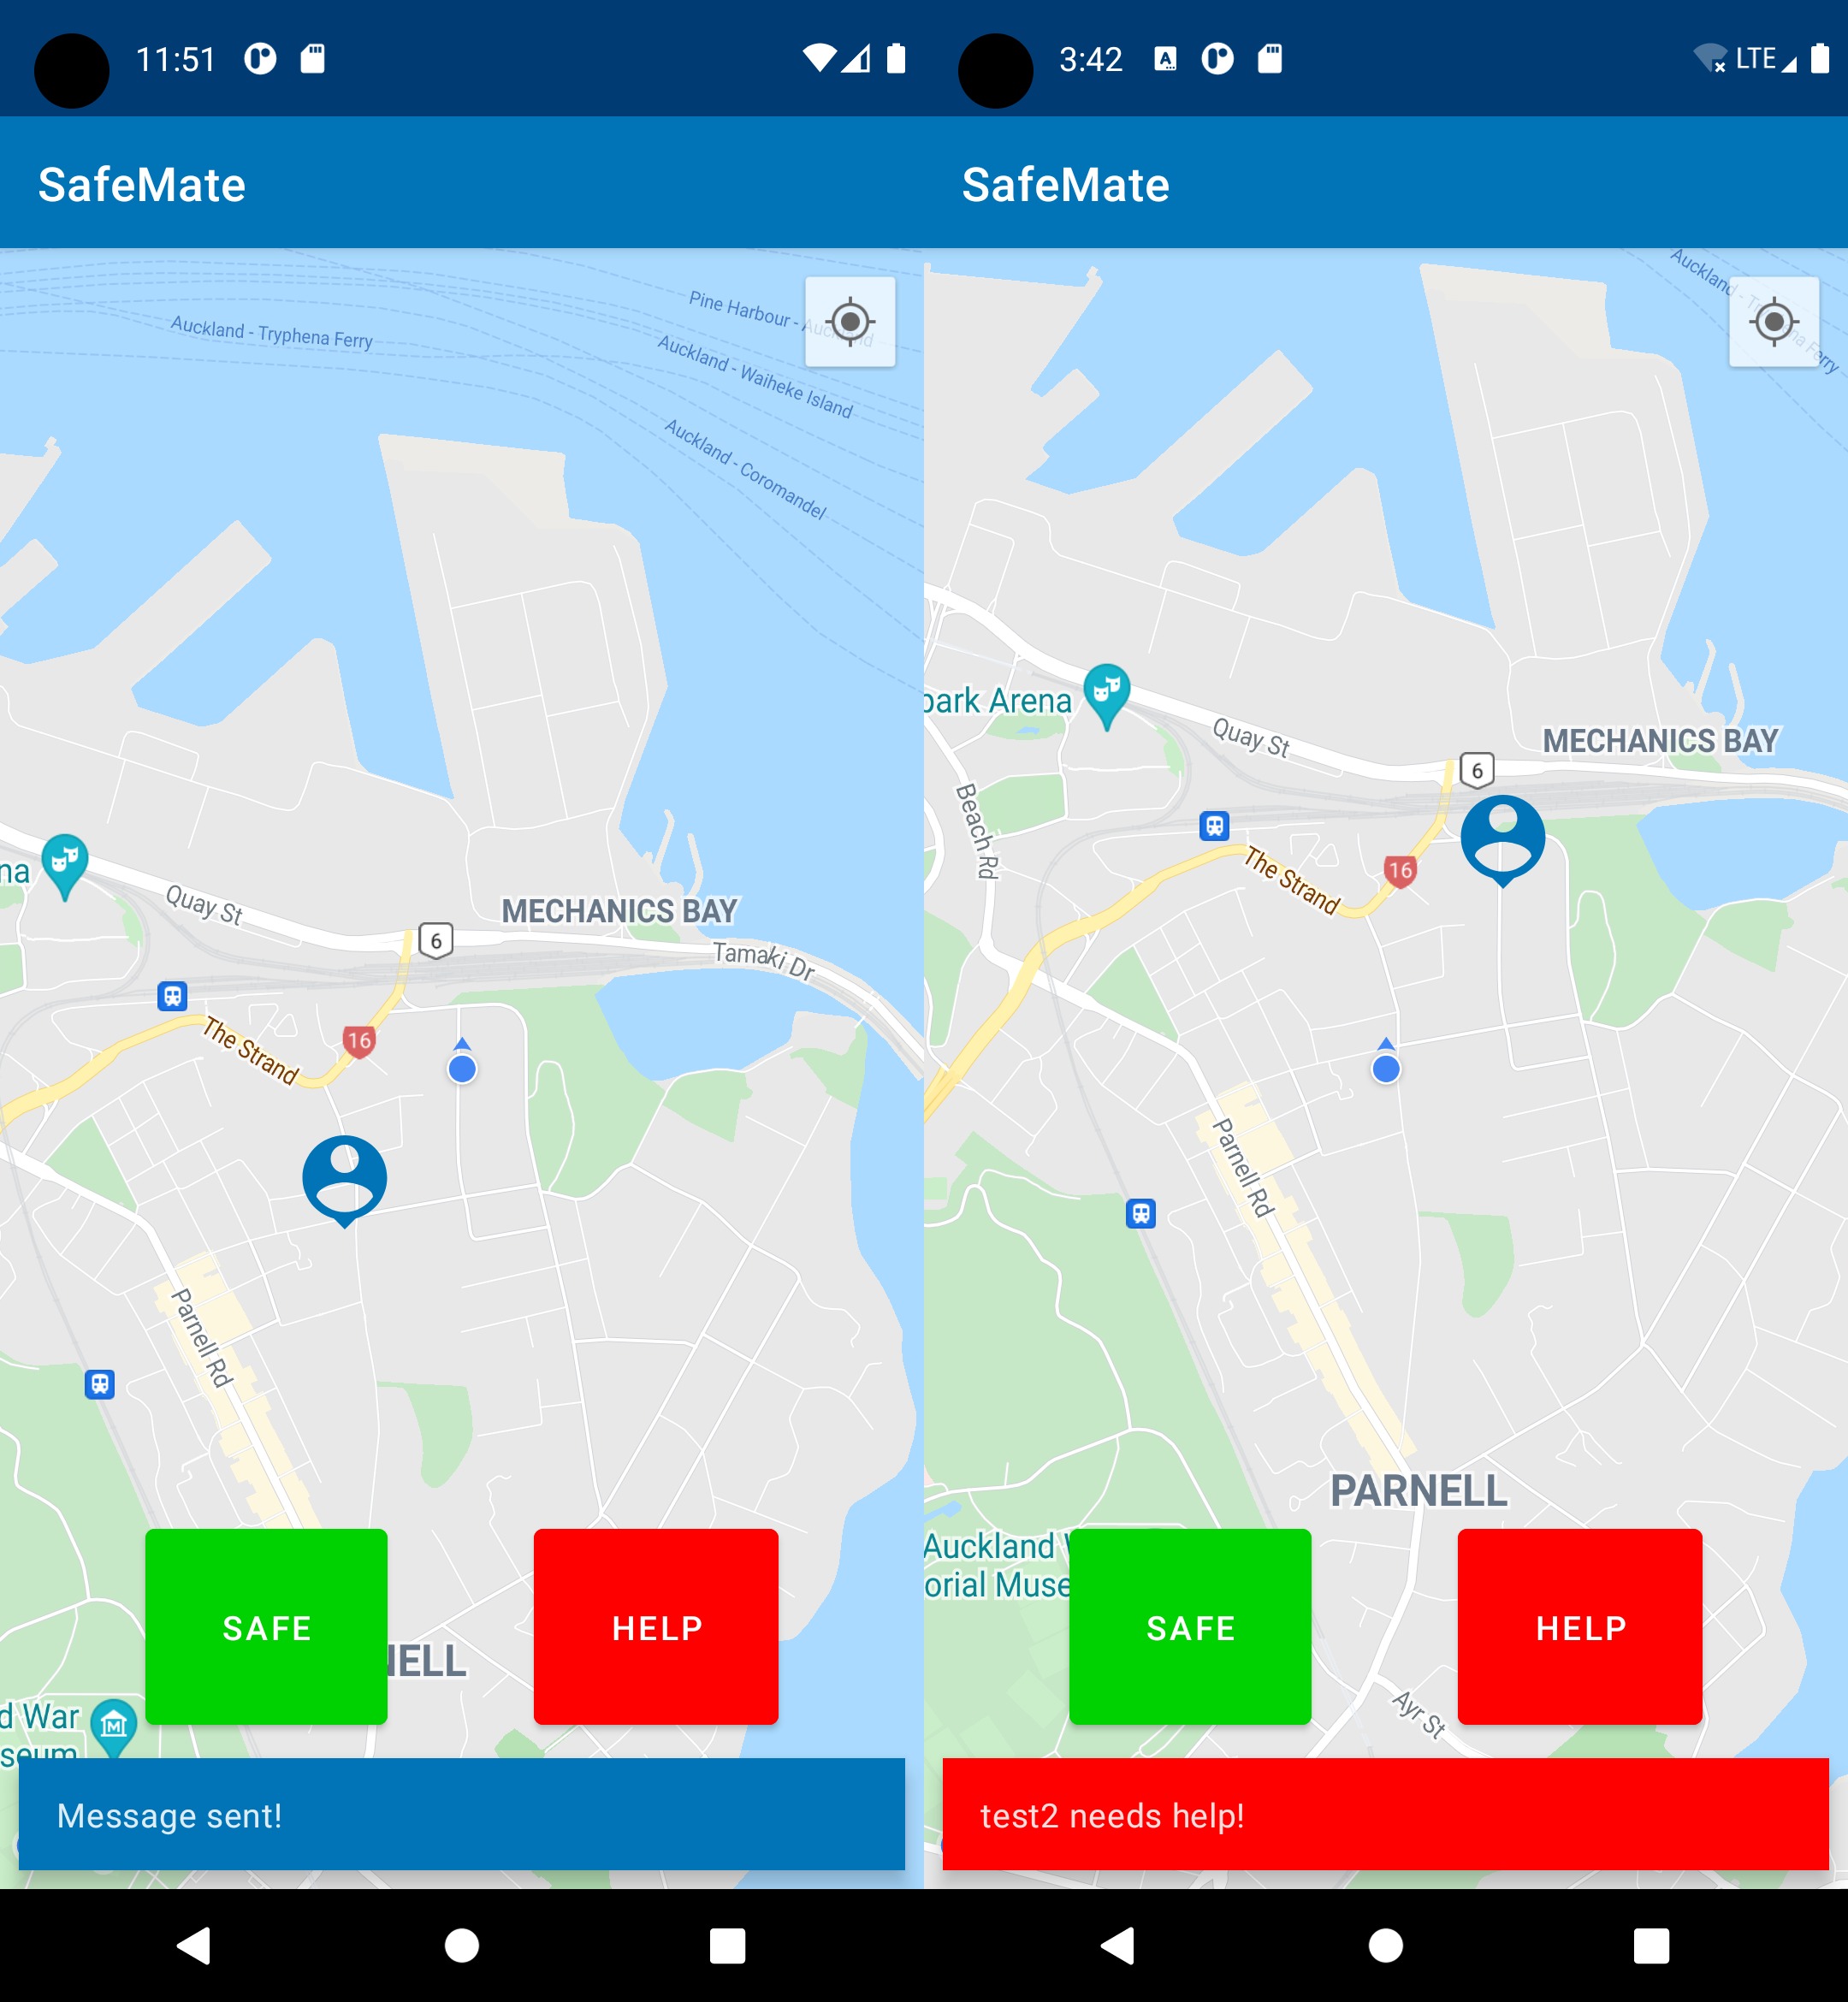 11:51
SafeMate
Pine Harbour - Auckland
Auckland - Tryphena Ferry
Auckland - Waiheke Island
Auckland - Coromandel
na
Quay St
MECHANICS BAY
6
Tamaki Dr
16
The Strand
Parnell Rd
SAFE
HELP
NELL
d War
seum
M
Message sent!
3:42
A
LTE
SafeMate
Auckland - Tryphena Ferry
park Arena
Quay St
MECHANICS BAY
6
Beach Rd
The Strand
16
Parnell Rd
PARNELL
Auckland W
orial Muse
SAFE
HELP
Ayr St
test2 needs help!